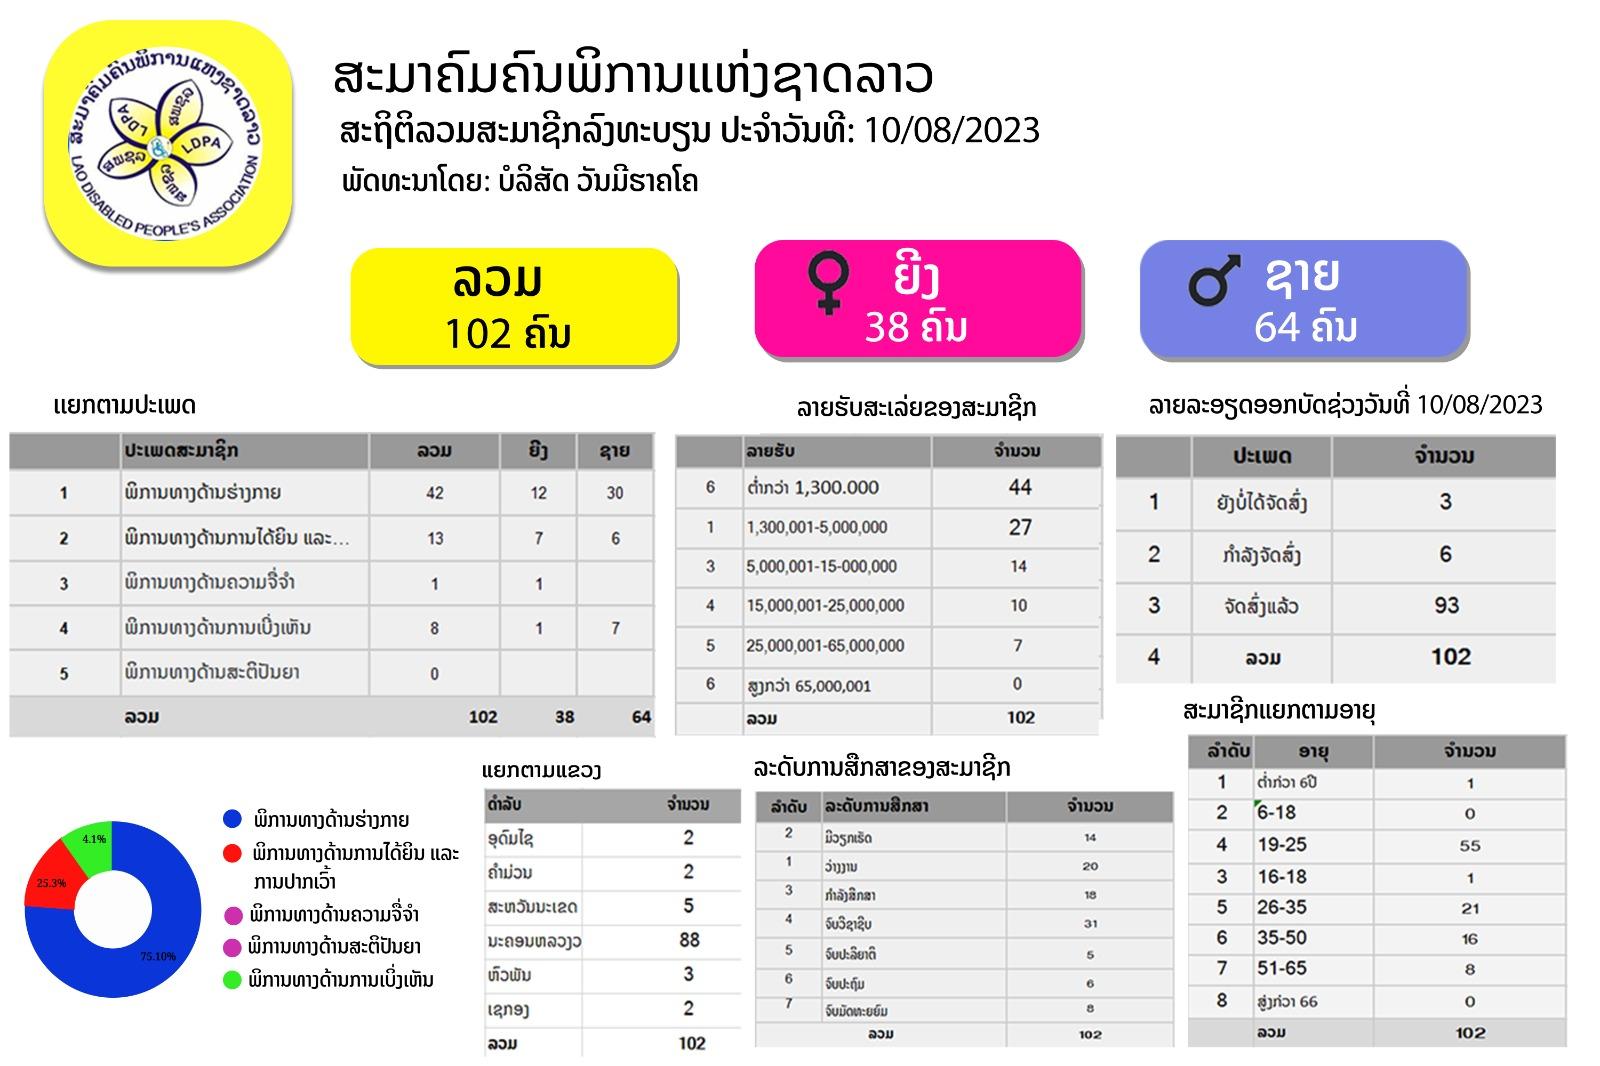 ສະມາຄົມຄົນພິການແຫ່ງຊາດລາວ
LAO DISABLED PEOPLE'S ASSOCIATION
LDPA
ສພຊລ
LDPA
ສພຊລ
ສະມາຄົມຄົນພິການແຫ່ງຊາດລາວ
ສະຖິຕິລວມສະມາຊິກລົງທະບຽນ ປະຈຳວັນທີ: 10/08/2023
ພັດທະນາໂດຍ: ບໍລິສັດ ວັນມີຮາຄໂຄ
ລວມ
102 ຄົນ
ຍິງ
38 ຄົນ
ຊາຍ
64 ຄົນ
ແຍກຕາມປະເພດ
ປະເພດສະມາຊິກ ລວມ ຍິງ ຊາຍ
1 ພິການທາງດ້ານຮ່າງກາຍ 42 12 30
2 ພິການທາງດ້ານການໄດ້ຍິນ ແລະ... 13 7 6
3 ພິການທາງດ້ານຄວາມຈື່ຈຳ 1 1
4 ພິການທາງດ້ານການເບິ່ງເຫັນ 8 1 7
5 ພິການທາງດ້ານສະຕິປັນຍາ 0
ລວມ 102 38 64
ລາຍຮັບສະເລ່ຍຂອງສະມາຊິກ
ລາຍຮັບ ຈຳນວນ
6 ຕ່ຳກວ່າ 1,300.000 44
1 1,300,001-5,000,000 27
3 5,000,001-15-000,000 14
4 15,000,001-25,000,000 10
5 25,000,001-65,000,000 7
6 ສູງກວ່າ 65,000,001 0
ລວມ 102
ລາຍລະອຽດອອກບັດຊ່ວງວັນທີ່ 10/08/2023
ປະເພດ ຈຳນວນ
1 ຍັງບໍ່ໄດ້ຈັດສົ່ງ 3
2 ກຳລັງຈັດສົ່ງ 6
3 ຈັດສົ່ງແລ້ວ 93
4 ລວມ 102
75.10%
25.3%
4.1%
ພິການທາງດ້ານຮ່າງກາຍ
ພິການທາງດ້ານການໄດ້ຍິນ ແລະ
ການປາກເວົ້າ
ພິການທາງດ້ານຄວາມຈື່ຈຳ
ພິການທາງດ້ານສະຕິປັນຍາ
ພິການທາງດ້ານການເບິ່ງເຫັນ
ແຍກຕາມແຂວງ
ດຳລັບ ຈຳນວນ
ອຸດົມໄຊ 2
ຄຳມ່ວນ 2
ສະຫວັນນະເຂດ 5
ນະຄອນຫລວງວ 88
ຫົວພັນ 3
ເຊກອງ 2
ລວມ 102
ລະດັບການສຶກສາຂອງສະມາຊິກ
ລຳດັບ ລະດັບການສຶກສາ ຈຳນວນ
2 ມີວຽກເຮັດ 14
1 ວ່າງງານ 20
3 ກຳລັງສຶກສາ 18
4 ຈົບວິຊາຊີບ 31
5 ຈົບປະລິຍາຕີ 5
6 ຈົບປະຖົມ 6
7 ຈົບມັດທະຍຍົມ 8
ລວມ 102
ສະມາຊິກແຍກຕາມອາຍຸ
ລຳດັບ ອາຍຸ ຈຳນວນ
1 ຕ່ຳກ່ວາ 6ປີ 1
2 6-18 0
4 19-25 55
3 16-18 1
5 26-35 21
6 35-50 16
7 51-65 8
8 ສູ່ງກ່ວາ 66 0
ລວມ 102